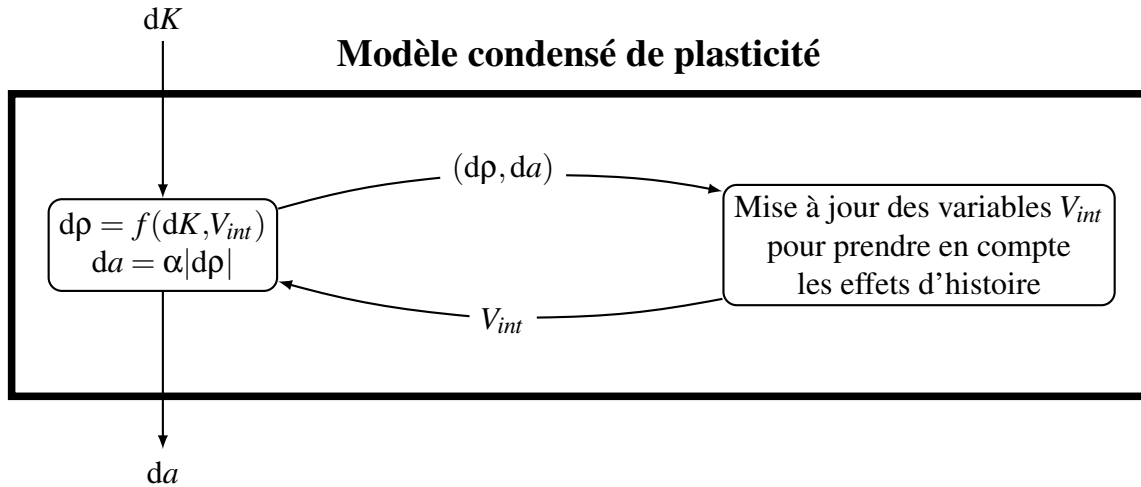 dK
Modèle condensé de plasticité
(dρ, da)
dρ = f(dK,V_int)
da = α|dρ|
Mise à jour des variables V_int
pour prendre en compte
les effets d'histoire
V_int
da